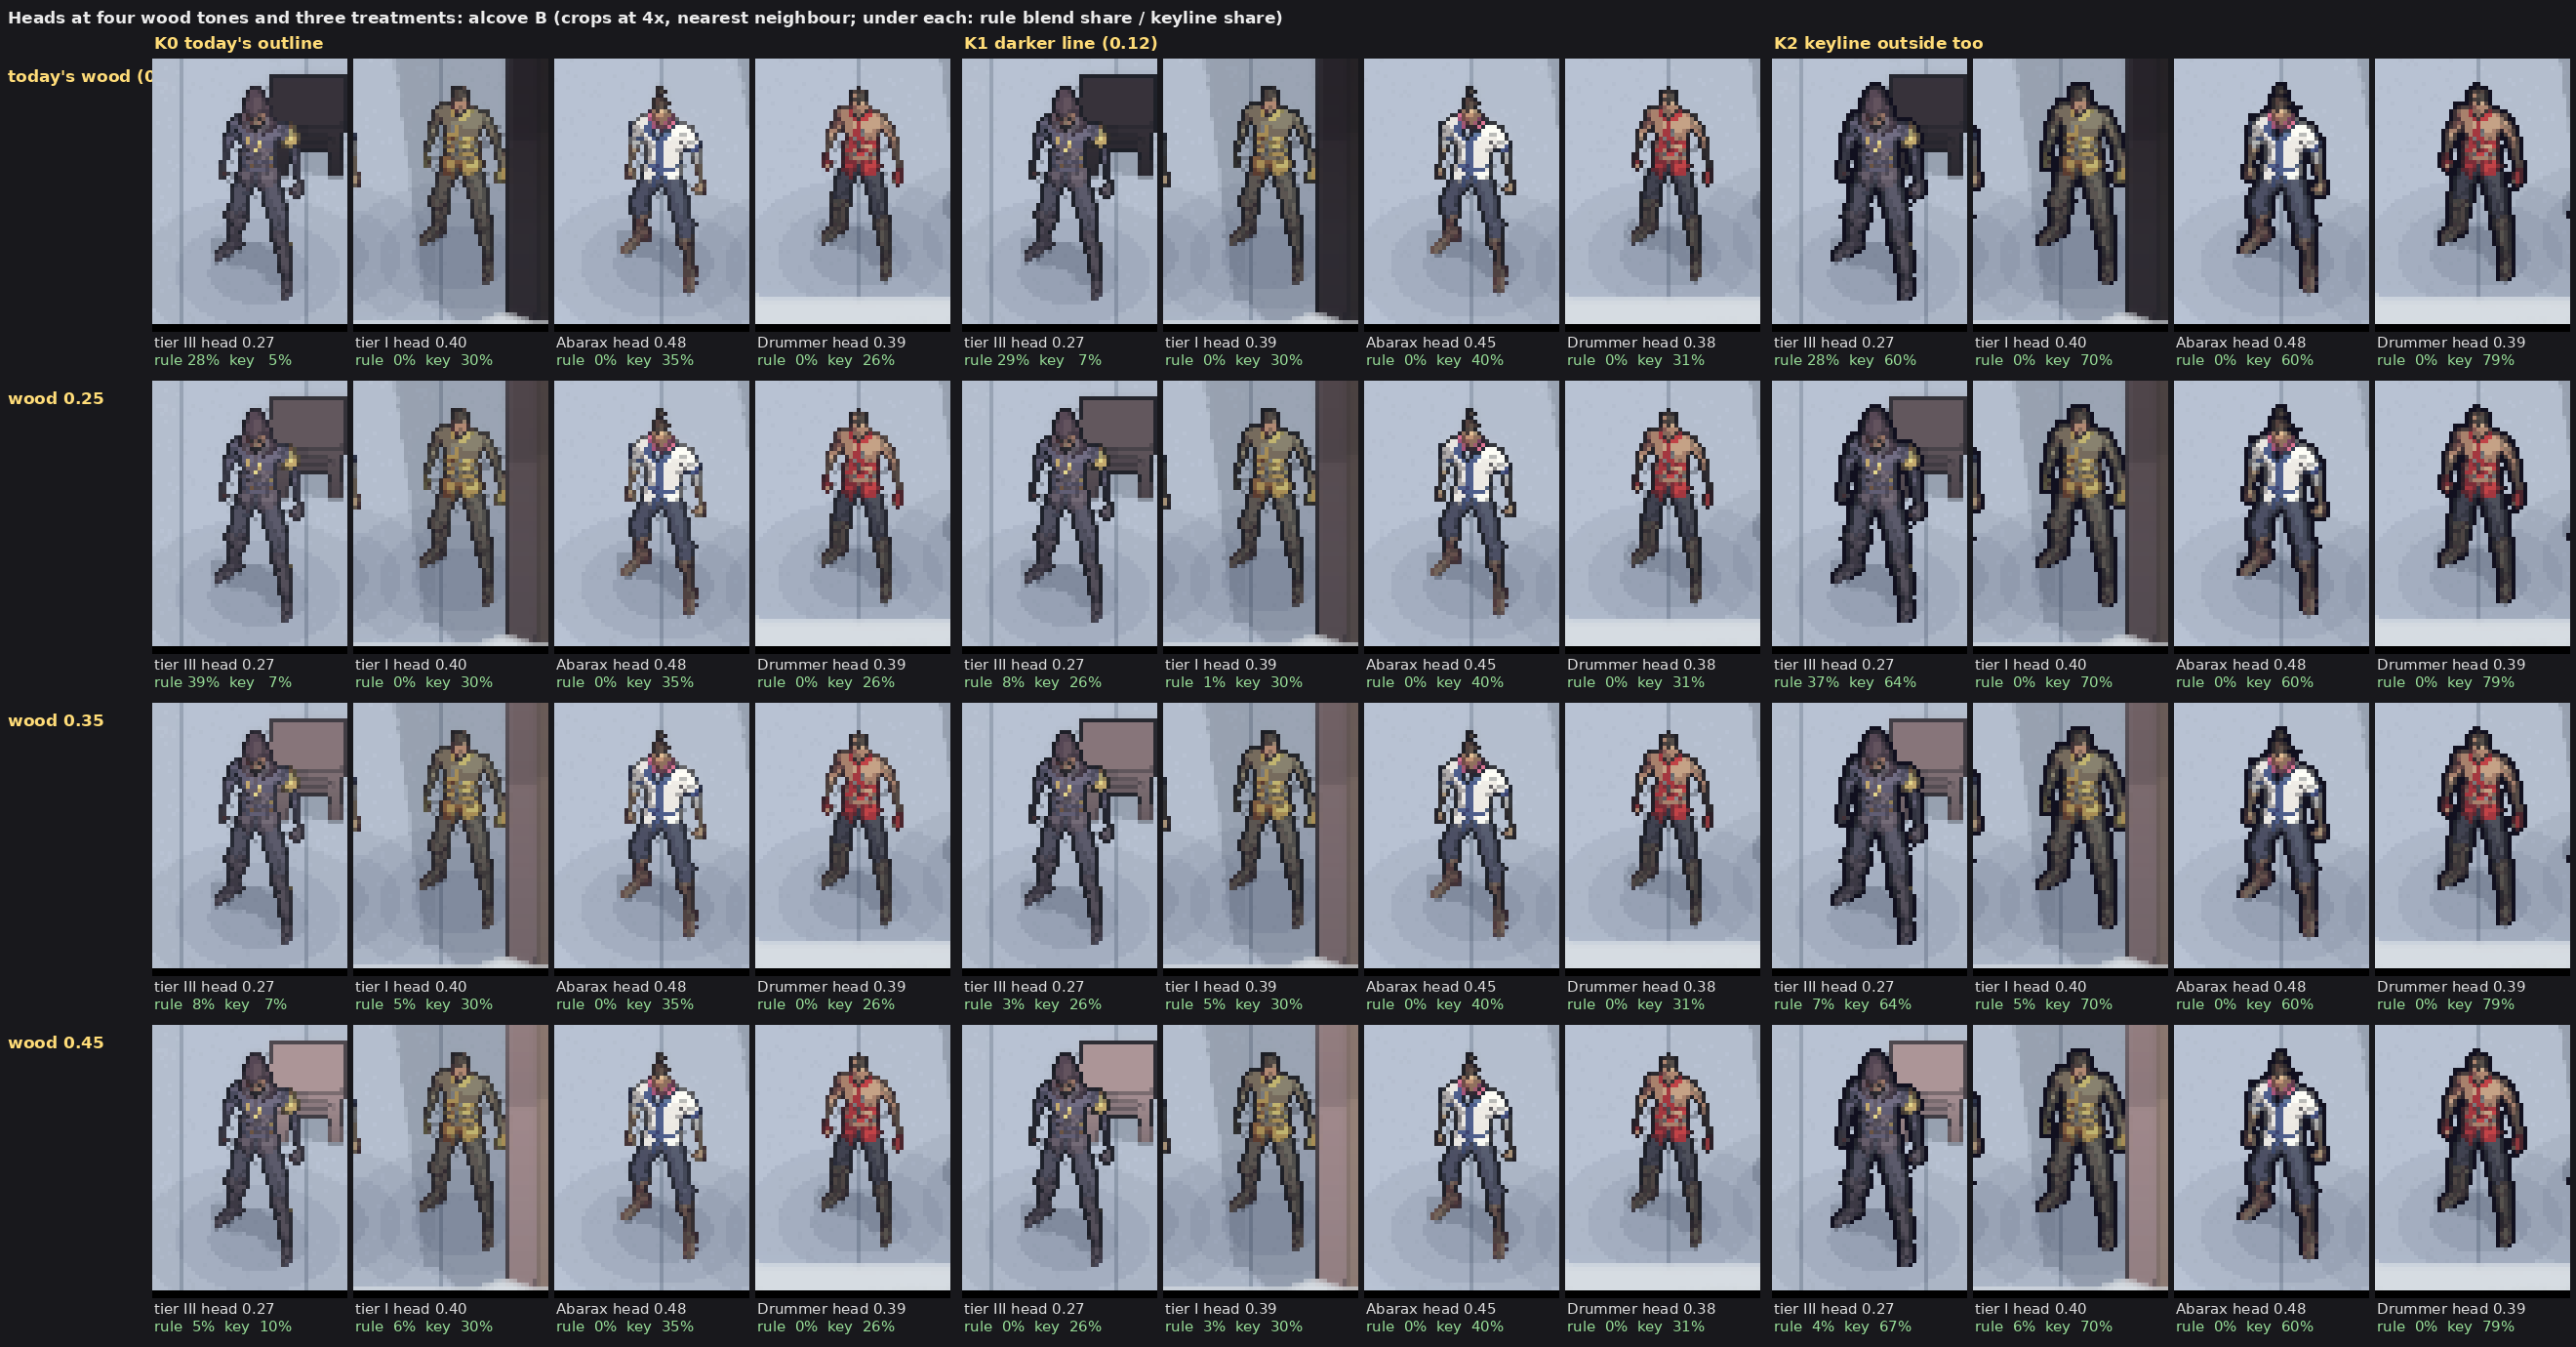 Heads at four wood tones and three treatments: alcove B (crops at 4x, nearest neighbour; under each: rule blend share / keyline share)
K0 today's outline K1 darker line (0.12) K2 keyline outside too
today's wood (0
tier III head 0.27 tier I head 0.40 Abarax head 0.48 Drummer head 0.39 tier III head 0.27 tier I head 0.39 Abarax head 0.45 Drummer head 0.38 tier III head 0.27 tier I head 0.40 Abarax head 0.48 Drummer head 0.39
rule 28% key 5% rule 0% key 30% rule 0% key 35% rule 0% key 26% rule 29% key 7% rule 0% key 30% rule 0% key 40% rule 0% key 31% rule 28% key 60% rule 0% key 70% rule 0% key 60% rule 0% key 79%
wood 0.25
tier III head 0.27 tier I head 0.40 Abarax head 0.48 Drummer head 0.39 tier III head 0.27 tier I head 0.39 Abarax head 0.45 Drummer head 0.38 tier III head 0.27 tier I head 0.40 Abarax head 0.48 Drummer head 0.39
rule 39% key 7% rule 0% key 30% rule 0% key 35% rule 0% key 26% rule 8% key 26% rule 1% key 30% rule 0% key 40% rule 0% key 31% rule 37% key 64% rule 0% key 70% rule 0% key 60% rule 0% key 79%
wood 0.35
tier III head 0.27 tier I head 0.40 Abarax head 0.48 Drummer head 0.39 tier III head 0.27 tier I head 0.39 Abarax head 0.45 Drummer head 0.38 tier III head 0.27 tier I head 0.40 Abarax head 0.48 Drummer head 0.39
rule 8% key 7% rule 5% key 30% rule 0% key 35% rule 0% key 26% rule 3% key 26% rule 5% key 30% rule 0% key 40% rule 0% key 31% rule 7% key 64% rule 5% key 70% rule 0% key 60% rule 0% key 79%
wood 0.45
tier III head 0.27 tier I head 0.40 Abarax head 0.48 Drummer head 0.39 tier III head 0.27 tier I head 0.39 Abarax head 0.45 Drummer head 0.38 tier III head 0.27 tier I head 0.40 Abarax head 0.48 Drummer head 0.39
rule 5% key 10% rule 6% key 30% rule 0% key 35% rule 0% key 26% rule 0% key 26% rule 3% key 30% rule 0% key 40% rule 0% key 31% rule 4% key 67% rule 6% key 70% rule 0% key 60% rule 0% key 79%